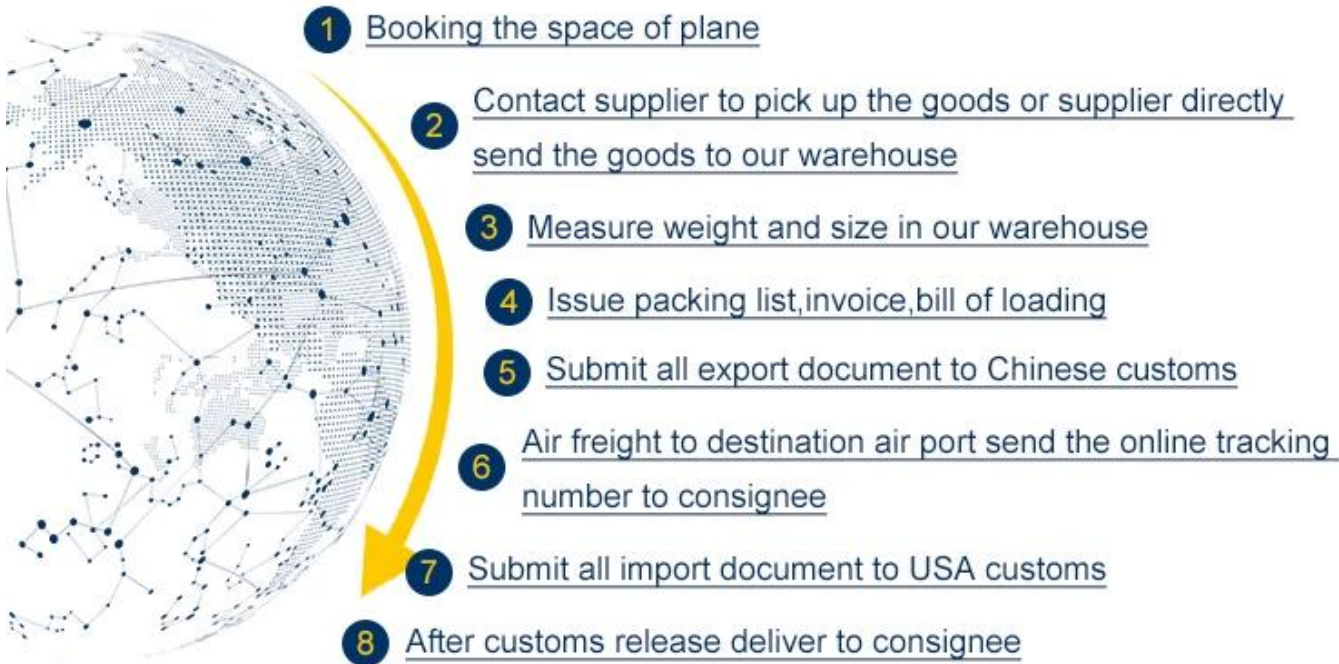 1 Booking the space of plane
2 Contact supplier to pick up the goods or supplier directly
send the goods to our warehouse
3 Measure weight and size in our warehouse
4 Issue packing list,invoice,bill of loading
5 Submit all export document to Chinese customs
6 Air freight to destination air port send the online tracking
number to consignee
7 Submit all import document to USA customs
8 After customs release deliver to consignee